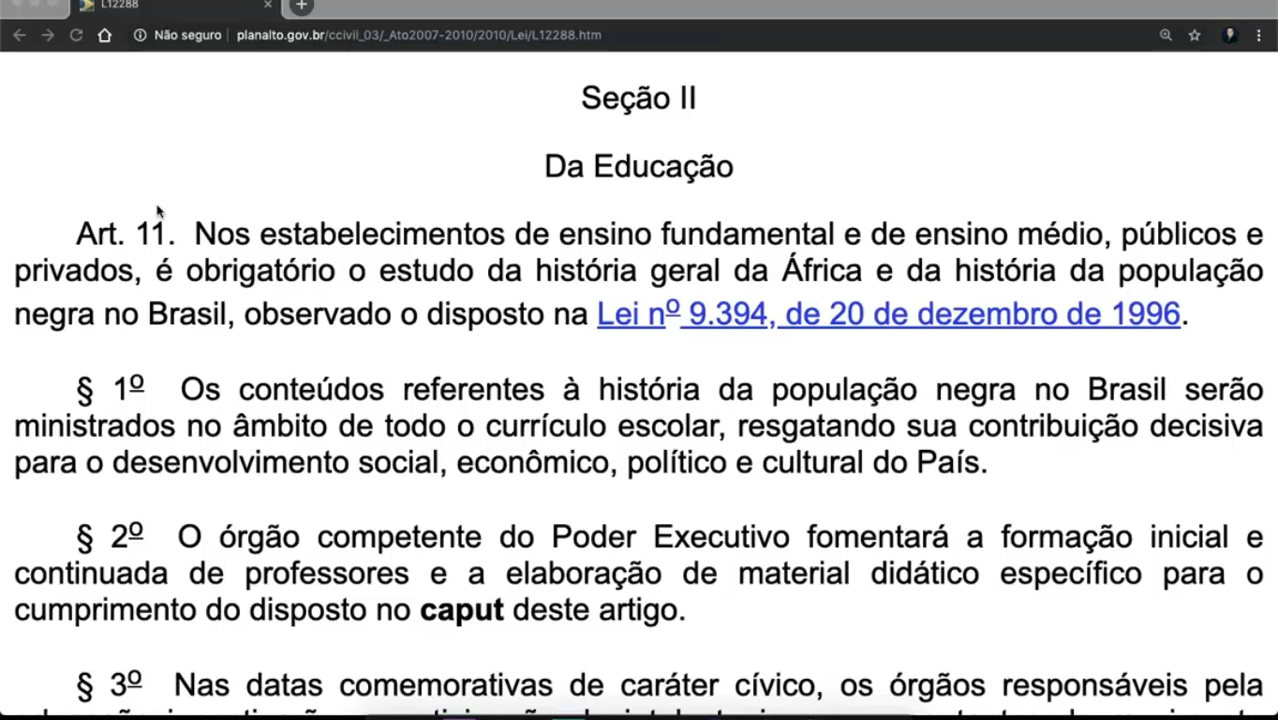 L12288
Não seguro planalto.gov.br/ccivil_03/_Ato2007-2010/2010/Lei/L12288.htm
Seção II
Da Educação
Art. 11. Nos estabelecimentos de ensino fundamental e de ensino médio, públicos e
privados, é obrigatório o estudo da história geral da África e da história da população
negra no Brasil, observado o disposto na Lei nº 9.394, de 20 de dezembro de 1996.
§ 1º Os conteúdos referentes à história da população negra no Brasil serão
ministrados no âmbito de todo o currículo escolar, resgatando sua contribuição decisiva
para o desenvolvimento social, econômico, político e cultural do País.
§ 2º O órgão competente do Poder Executivo fomentará a formação inicial e
continuada de professores e a elaboração de material didático específico para o
cumprimento do disposto no caput deste artigo.
§ 3º Nas datas comemorativas de caráter cívico, os órgãos responsáveis pela